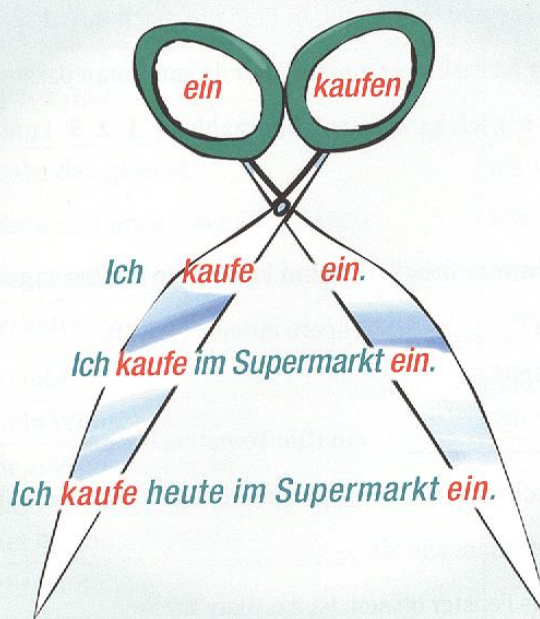 ein kaufen
Ich kaufe ein.
Ich kaufe im Supermarkt ein.
Ich kaufe heute im Supermarkt ein.